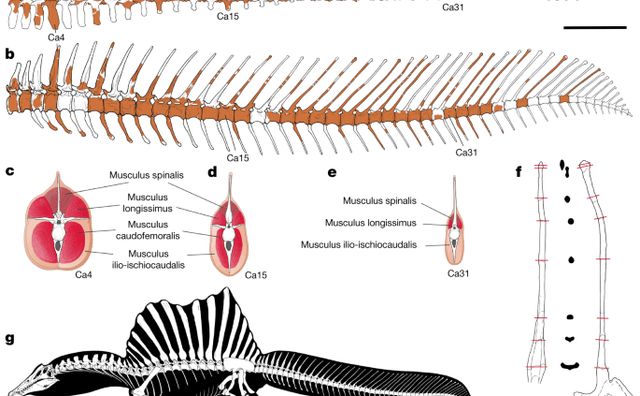 Ca31
Ca15
Ca4
b
Ca15
Ca31
c
d
e
f
Musculus spinalis
Musculus
longissimus
Musculus
caudofemoralis
Musculus
ilio-ischiocaudalis
Ca4
Ca15
Musculus spinalis
Musculus longissimus
Musculus ilio-ischiocaudalis
Ca31
g